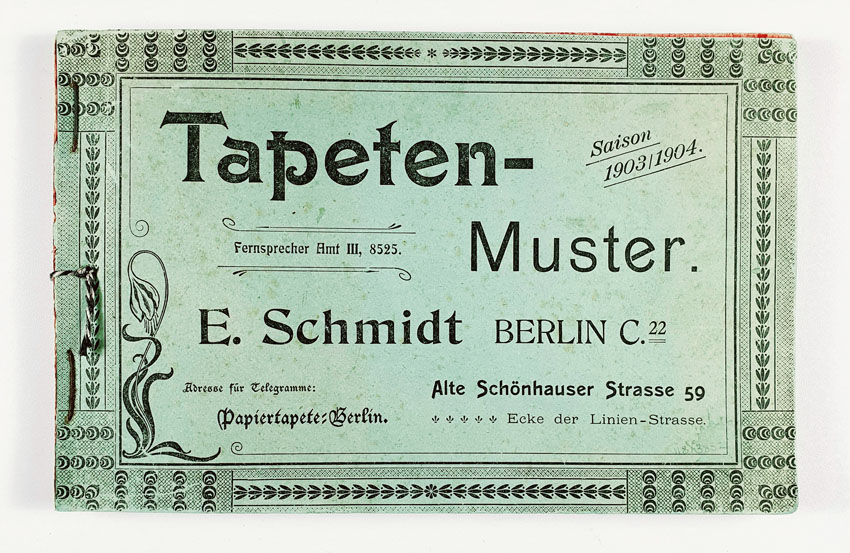 Tapeten-
Saison
1903/1904.
Muster.
Fernsprecher Amt III, 8525.
E. Schmidt BERLIN C.22
Adresse für Telegramme:
Papiertapete-Berlin.
Alte Schönhauser Strasse 59
Ecke der Linien-Strasse.